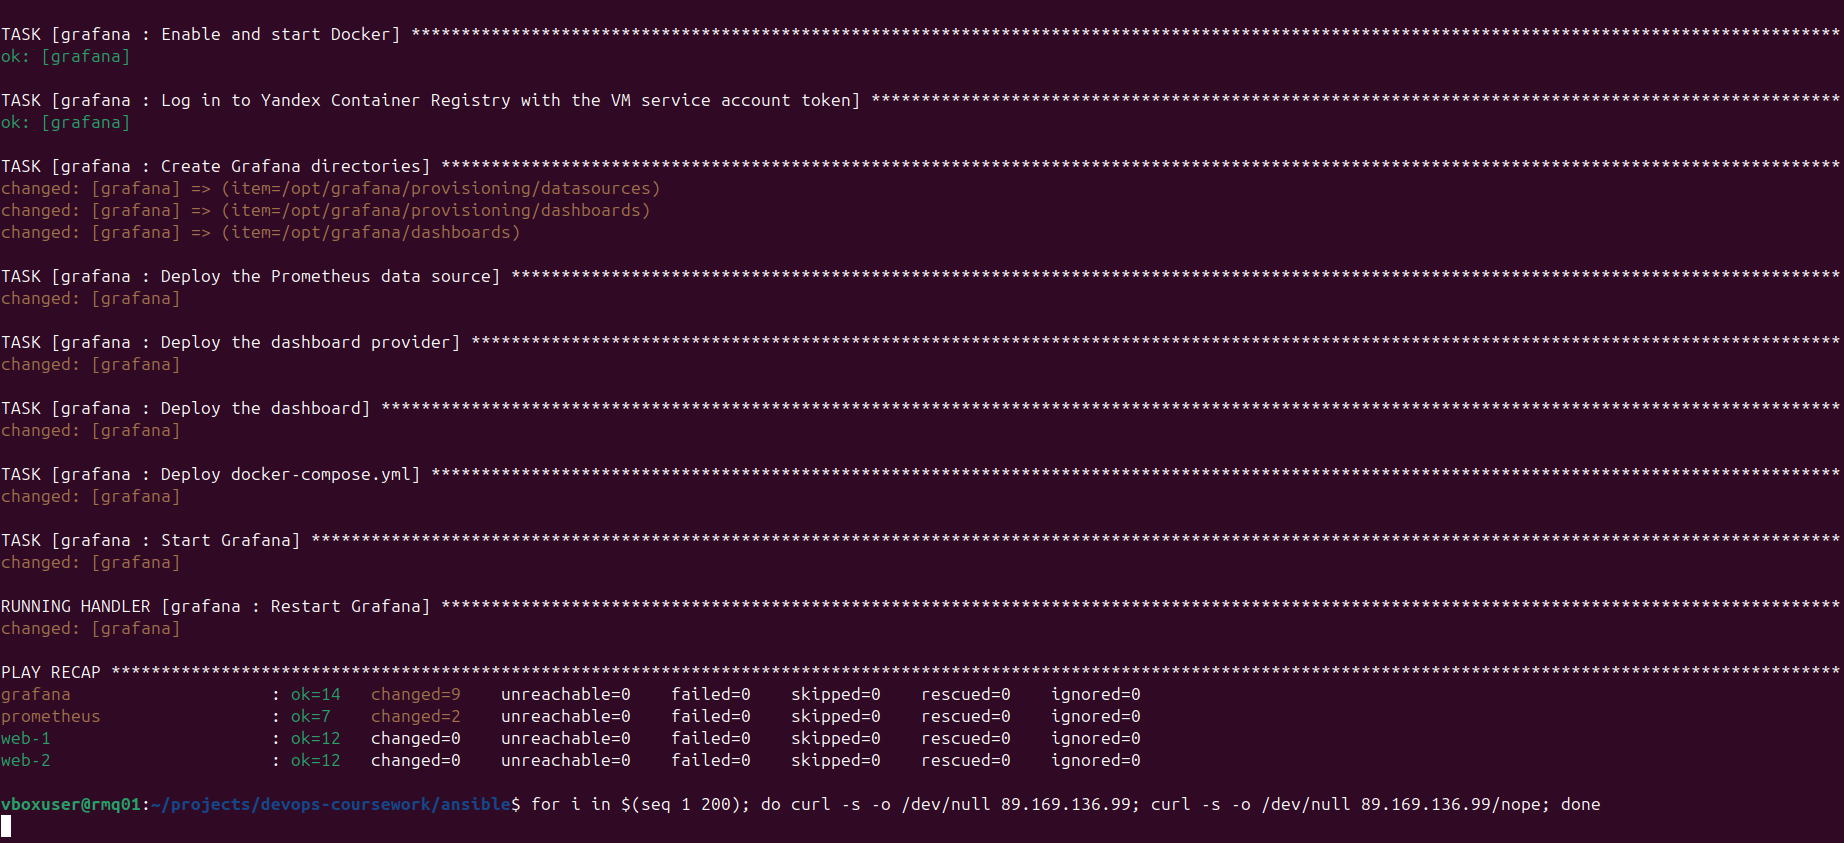 TASK [grafana : Enable and start Docker] ***********************************************************************************************************************************************
ok: [grafana]
TASK [grafana : Log in to Yandex Container Registry with the VM service account token] *************************************************************************************************
ok: [grafana]
TASK [grafana : Create Grafana directories] ********************************************************************************************************************************************
changed: [grafana] => (item=/opt/grafana/provisioning/datasources)
changed: [grafana] => (item=/opt/grafana/provisioning/dashboards)
changed: [grafana] => (item=/opt/grafana/dashboards)
TASK [grafana : Deploy the Prometheus data source] *************************************************************************************************************************************
changed: [grafana]
TASK [grafana : Deploy the dashboard provider] *****************************************************************************************************************************************
changed: [grafana]
TASK [grafana : Deploy the dashboard] **************************************************************************************************************************************************
changed: [grafana]
TASK [grafana : Deploy docker-compose.yml] *********************************************************************************************************************************************
changed: [grafana]
TASK [grafana : Start Grafana] *********************************************************************************************************************************************************
changed: [grafana]
RUNNING HANDLER [grafana : Restart Grafana] ********************************************************************************************************************************************
changed: [grafana]
PLAY RECAP *****************************************************************************************************************************************************************************
grafana                    : ok=14   changed=9    unreachable=0    failed=0    skipped=0    rescued=0    ignored=0
prometheus                 : ok=7    changed=2    unreachable=0    failed=0    skipped=0    rescued=0    ignored=0
web-1                      : ok=12   changed=0    unreachable=0    failed=0    skipped=0    rescued=0    ignored=0
web-2                      : ok=12   changed=0    unreachable=0    failed=0    skipped=0    rescued=0    ignored=0
vboxuser@rmq01:~/projects/devops-coursework/ansible$ for i in $(seq 1 200); do curl -s -o /dev/null 89.169.136.99; curl -s -o /dev/null 89.169.136.99/nope; done